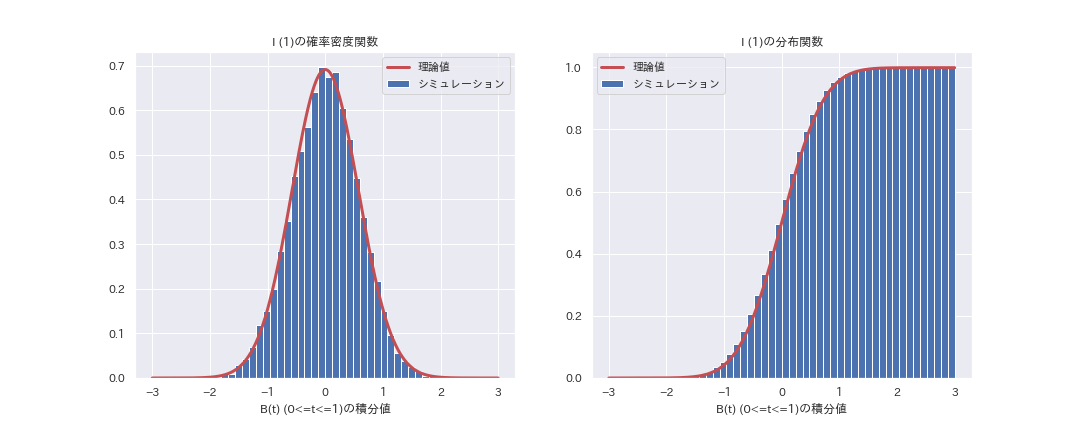 I (1)の確率密度関数
理論値
シミュレーション
0.7
0.6
0.5
0.4
0.3
0.2
0.1
0.0
−3 −2 −1 0 1 2 3
B(t) (0<=t<=1)の積分値
I (1)の分布関数
理論値
シミュレーション
1.0
0.8
0.6
0.4
0.2
0.0
−3 −2 −1 0 1 2 3
B(t) (0<=t<=1)の積分値